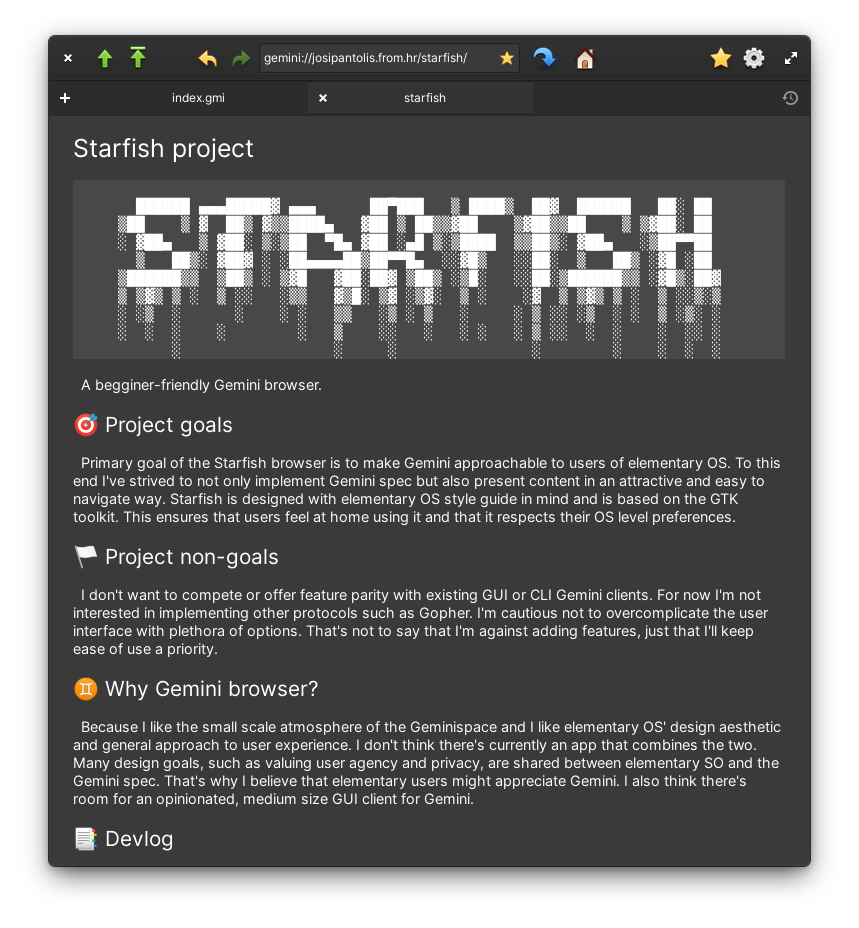 gemini://josipantolis.from.hr/starfish/
index.gmi
starfish
Starfish project
STARFISH
A begginer-friendly Gemini browser.
Project goals
Primary goal of the Starfish browser is to make Gemini approachable to users of elementary OS. To this
end I've strived to not only implement Gemini spec but also present content in an attractive and easy to
navigate way. Starfish is designed with elementary OS style guide in mind and is based on the GTK
toolkit. This ensures that users feel at home using it and that it respects their OS level preferences.
Project non-goals
I don't want to compete or offer feature parity with existing GUI or CLI Gemini clients. For now I'm not
interested in implementing other protocols such as Gopher. I'm cautious not to overcomplicate the user
interface with plethora of options. That's not to say that I'm against adding features, just that I'll keep
ease of use a priority.
Why Gemini browser?
Because I like the small scale atmosphere of the Geminispace and I like elementary OS' design aesthetic
and general approach to user experience. I don't think there's currently an app that combines the two.
Many design goals, such as valuing user agency and privacy, are shared between elementary SO and the
Gemini spec. That's why I believe that elementary users might appreciate Gemini. I also think there's
room for an opinionated, medium size GUI client for Gemini.
Devlog